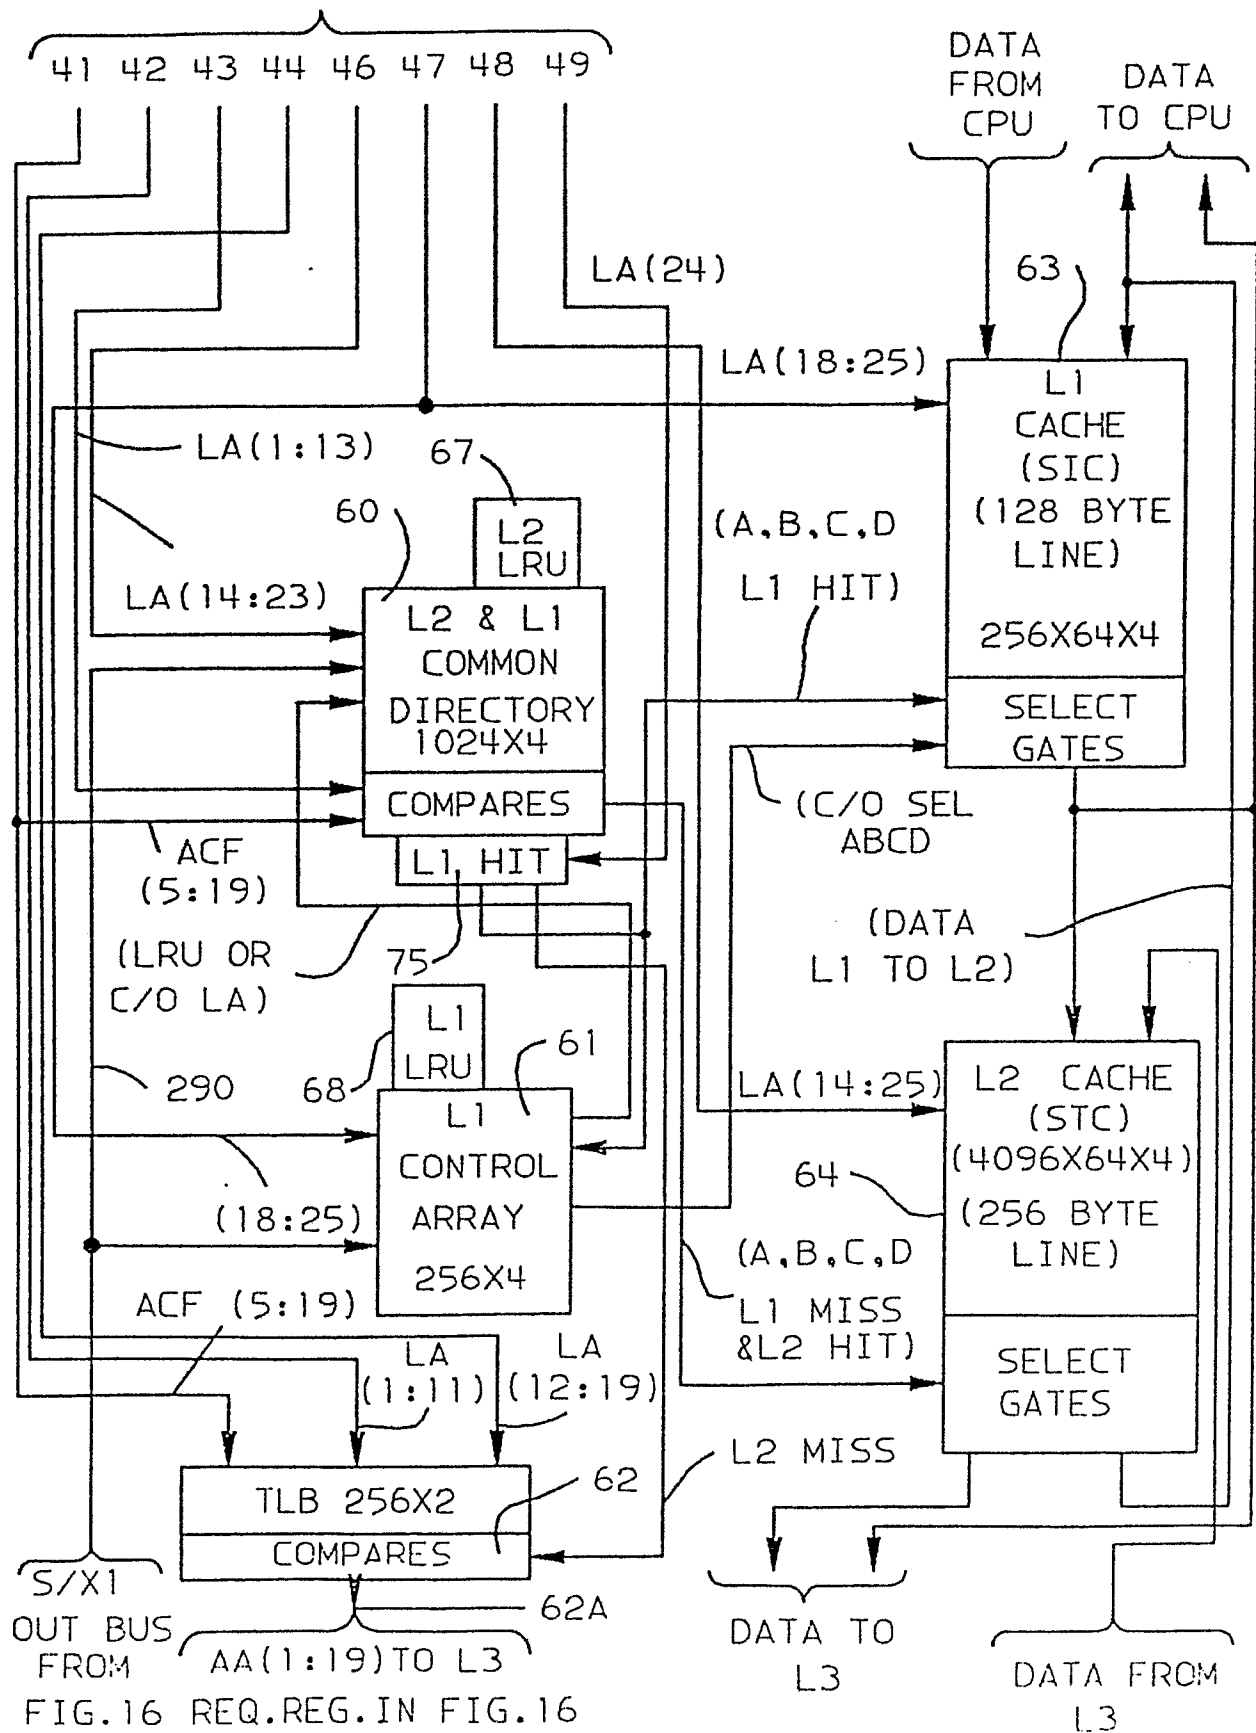 41 42 43 44 46 47 48 49
DATA
FROM
CPU
DATA
TO CPU
LA(24)
63
LA(18:25)
L1
CACHE
(SIC)
(128 BYTE
LINE)
256X64X4
SELECT
GATES
LA(1:13)
67
60
L2
LRU
(A,B,C,D
L1 HIT)
LA(14:23)
L2 & L1
COMMON
DIRECTORY
1024X4
COMPARES
L1 HIT
(C/O SEL
ABCD
ACF
(5:19)
(LRU OR
C/O LA)
75
(DATA
L1 TO L2)
L1
LRU
68
61
290
L1
CONTROL
ARRAY
256X4
(18:25)
LA(14:25)
L2 CACHE
(STC)
(4096X64X4)
(256 BYTE
LINE)
64
SELECT
GATES
(A,B,C,D
L1 MISS
&L2 HIT)
ACF (5:19)
LA
(1:11)
LA
(12:19)
L2 MISS
TLB 256X2
62
COMPARES
62A
S/X1
OUT BUS
FROM
FIG.16
AA(1:19)TO L3
REQ.REG.IN FIG.16
DATA TO
L3
DATA FROM
L3